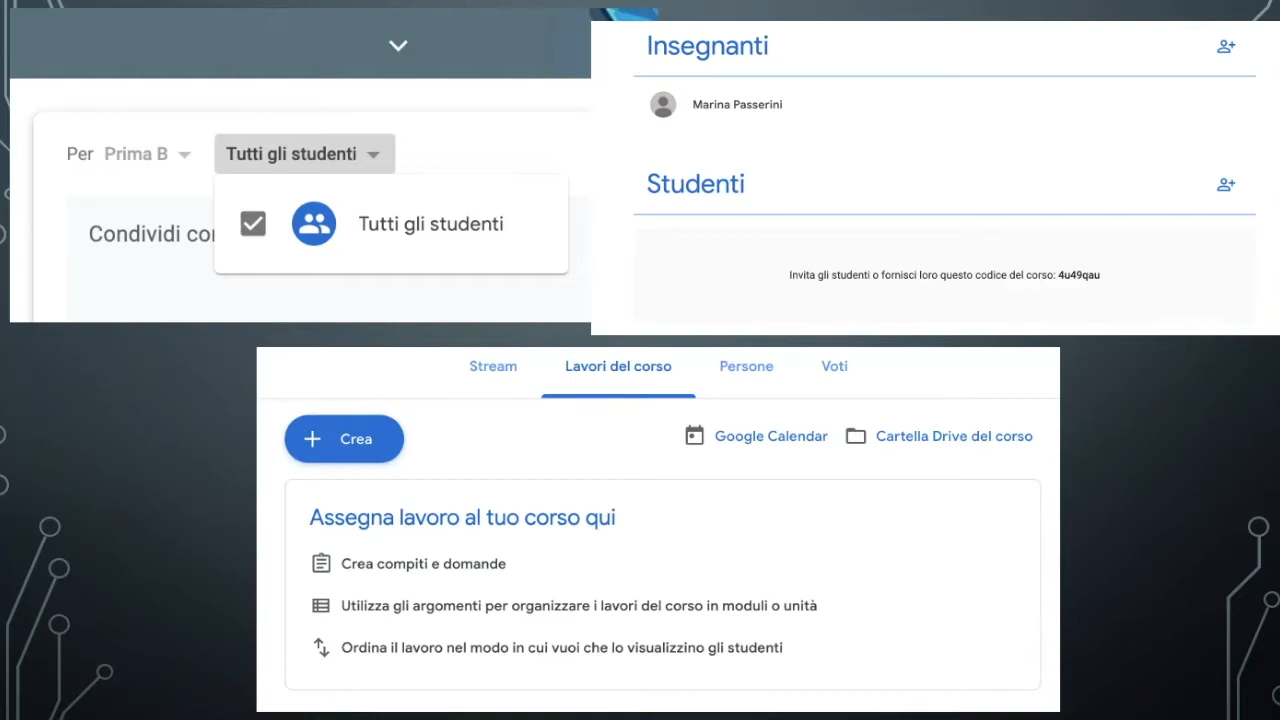 Per Prima B Tutti gli studenti
Tutti gli studenti
Condividi co
Insegnanti
Marina Passerini
Studenti
Invita gli studenti o fornisci loro questo codice del corso: 4u49qau
Stream Lavori del corso Persone Voti
Crea
Google Calendar Cartella Drive del corso
Assegna lavoro al tuo corso qui
Crea compiti e domande
Utilizza gli argomenti per organizzare i lavori del corso in moduli o unità
Ordina il lavoro nel modo in cui vuoi che lo visualizzino gli studenti